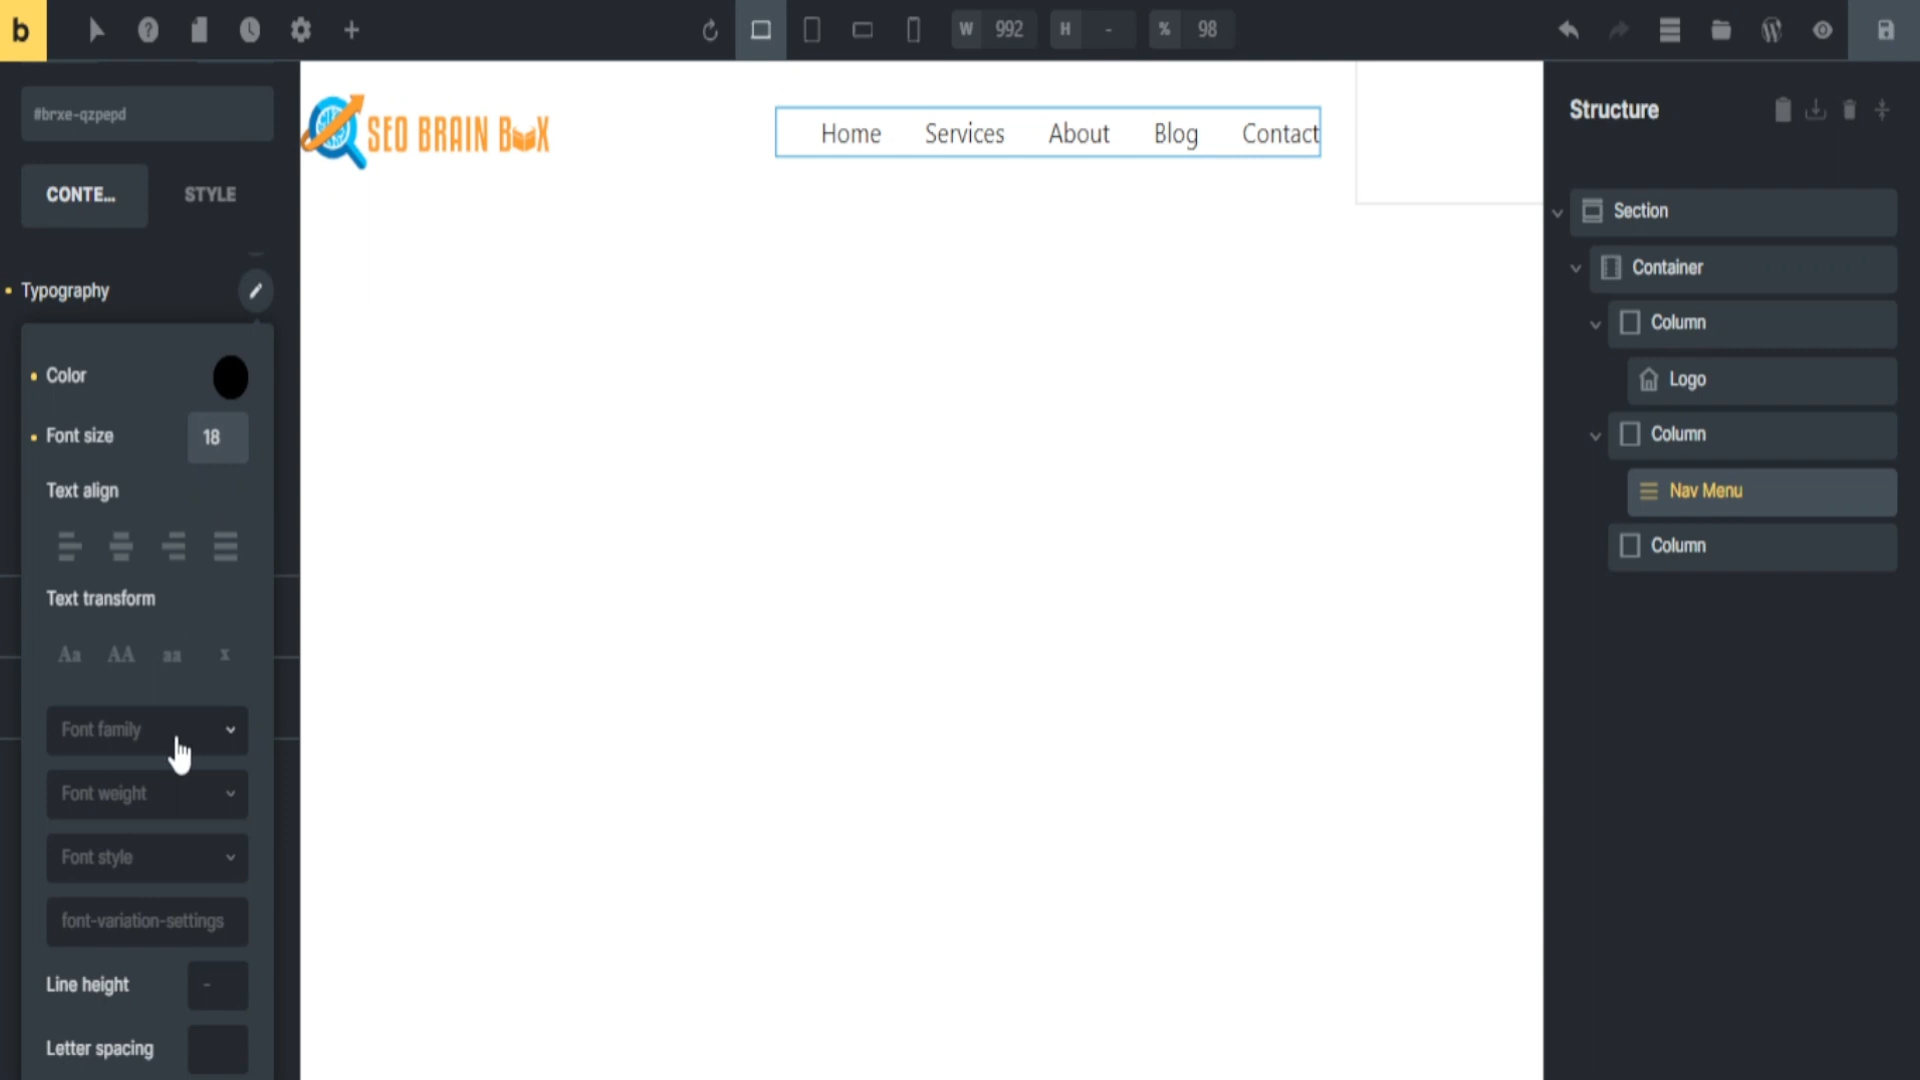 b
W 992
H -
% 98
#brxe-qzpepd
CONTE...
STYLE
Typography
Color
Font size
18
Text align
Text transform
Aa AA aa x
Font family
Font weight
Font style
font-variation-settings
Line height
-
Letter spacing
SEO BRAIN BOX
Home
Services
About
Blog
Contact
Structure
Section
Container
Column
Logo
Column
Nav Menu
Column